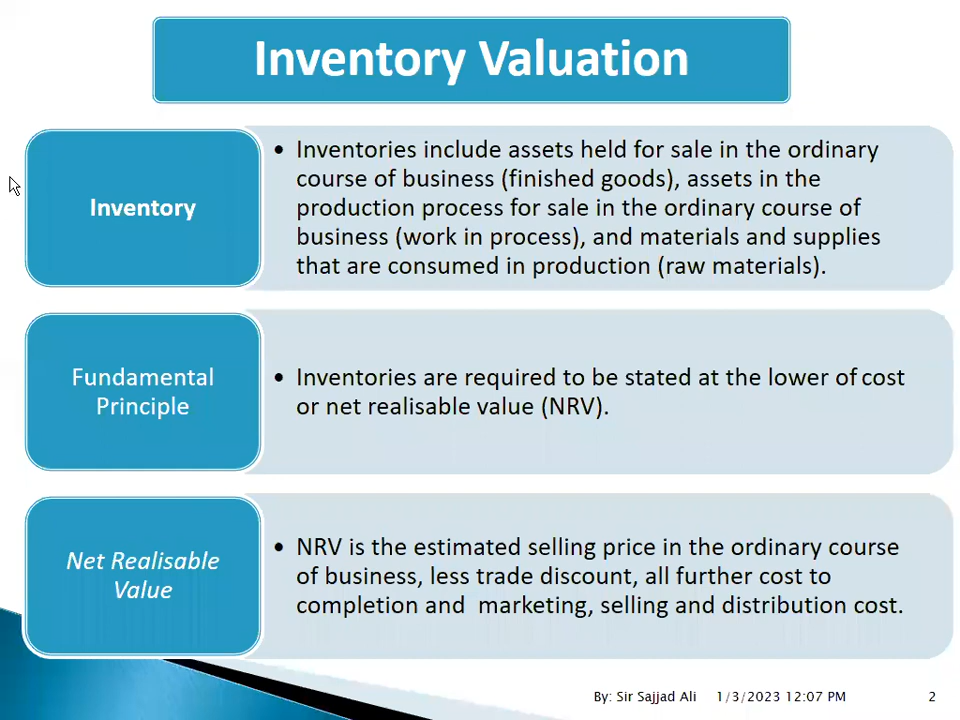 Inventory Valuation
Inventory
• Inventories include assets held for sale in the ordinary
course of business (finished goods), assets in the
production process for sale in the ordinary course of
business (work in process), and materials and supplies
that are consumed in production (raw materials).
Fundamental
Principle
• Inventories are required to be stated at the lower of cost
or net realisable value (NRV).
Net Realisable
Value
• NRV is the estimated selling price in the ordinary course
of business, less trade discount, all further cost to
completion and marketing, selling and distribution cost.
By: Sir Sajjad Ali 1/3/2023 12:07 PM 2